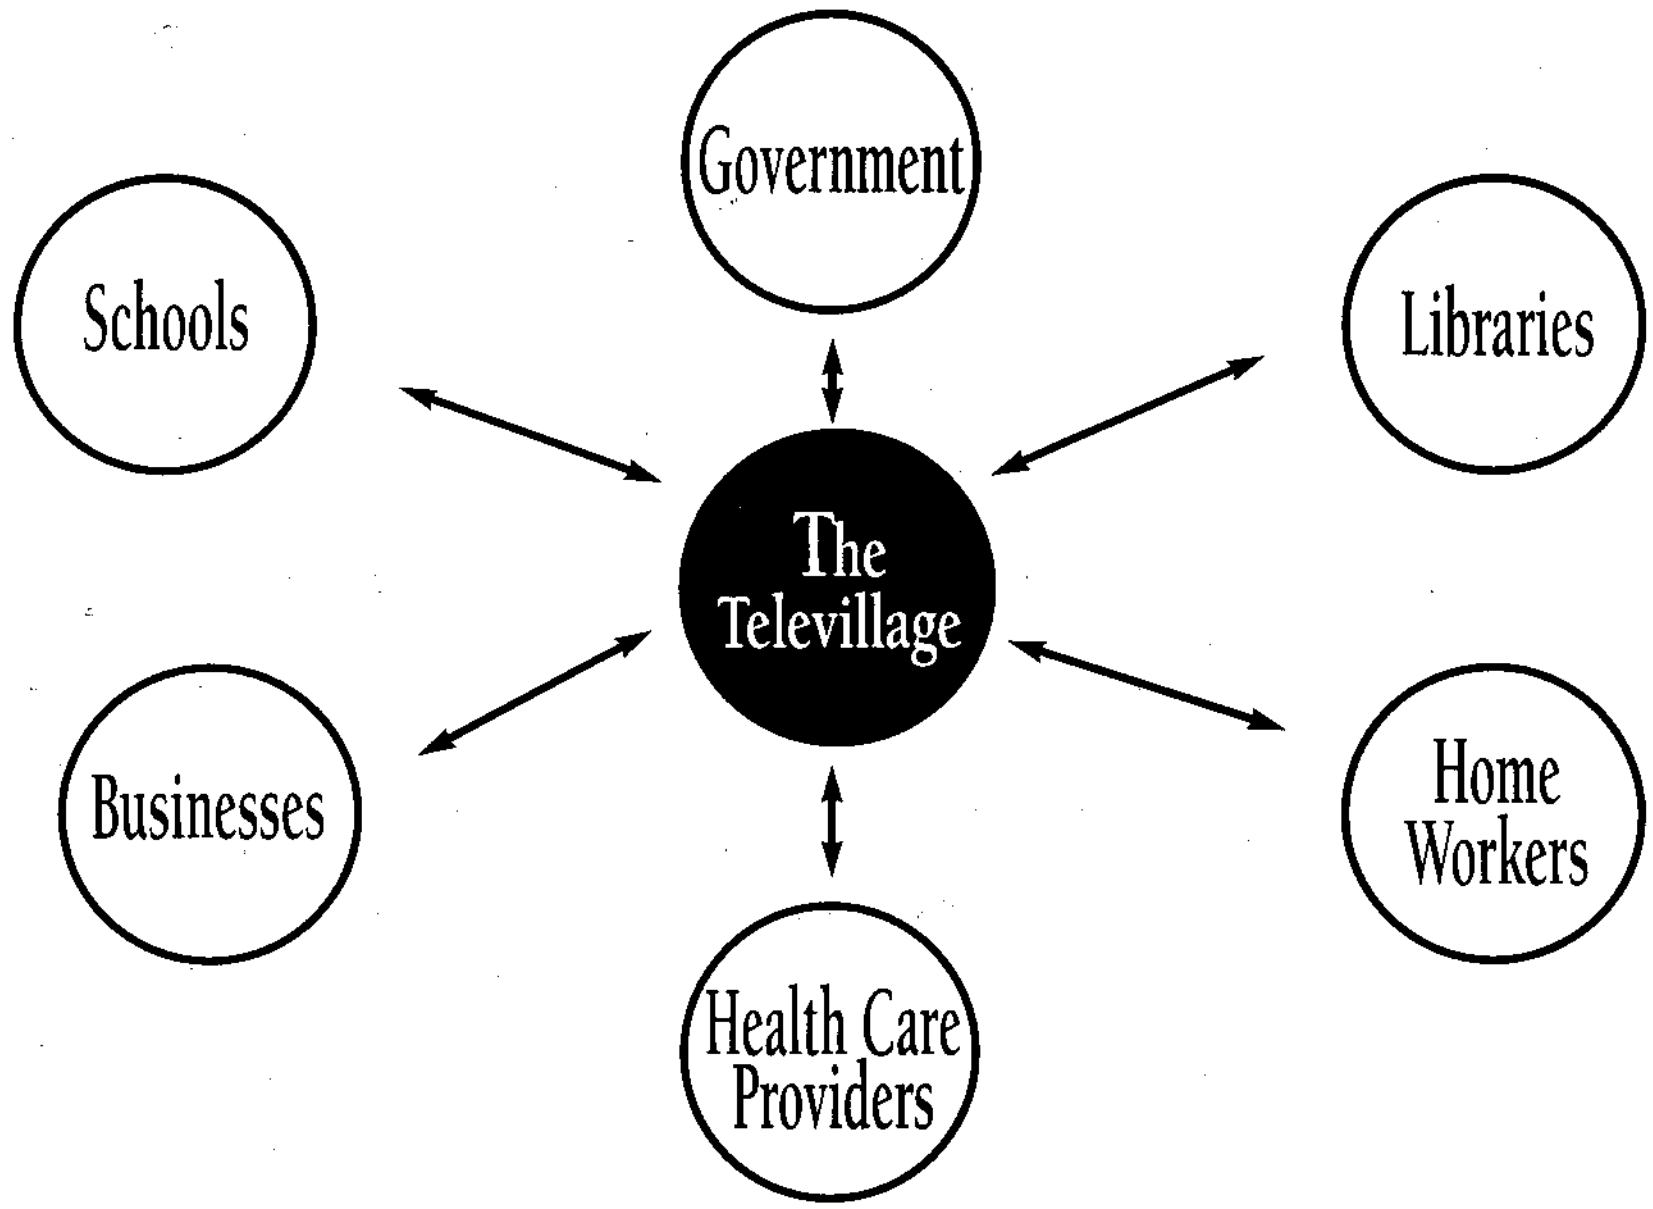 Government
Schools
Libraries
The
Televillage
Businesses
Home
Workers
Health Care
Providers